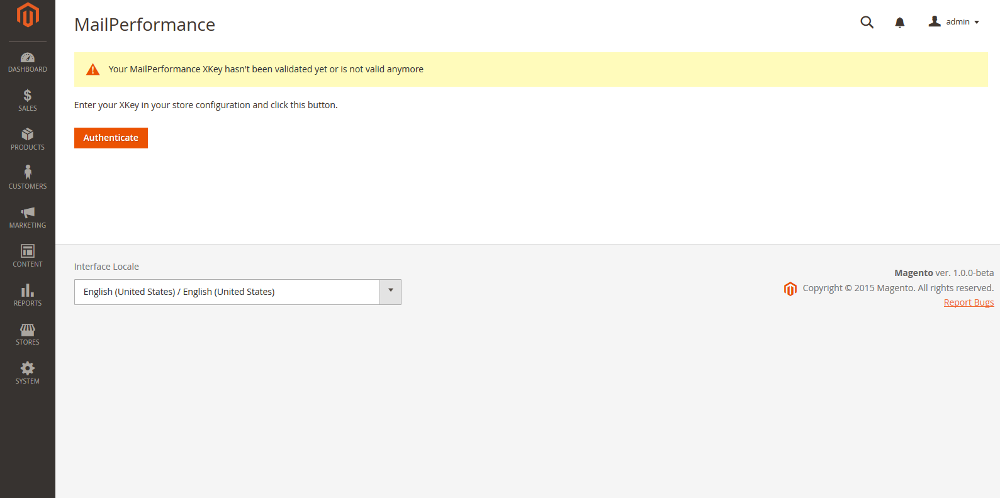 MailPerformance
admin
DASHBOARD
SALES
PRODUCTS
CUSTOMERS
MARKETING
CONTENT
REPORTS
STORES
SYSTEM
Your MailPerformance XKey hasn't been validated yet or is not valid anymore
Enter your XKey in your store configuration and click this button.
Authenticate
Interface Locale
English (United States) / English (United States)
Magento ver. 1.0.0-beta
Copyright © 2015 Magento. All rights reserved.
Report Bugs